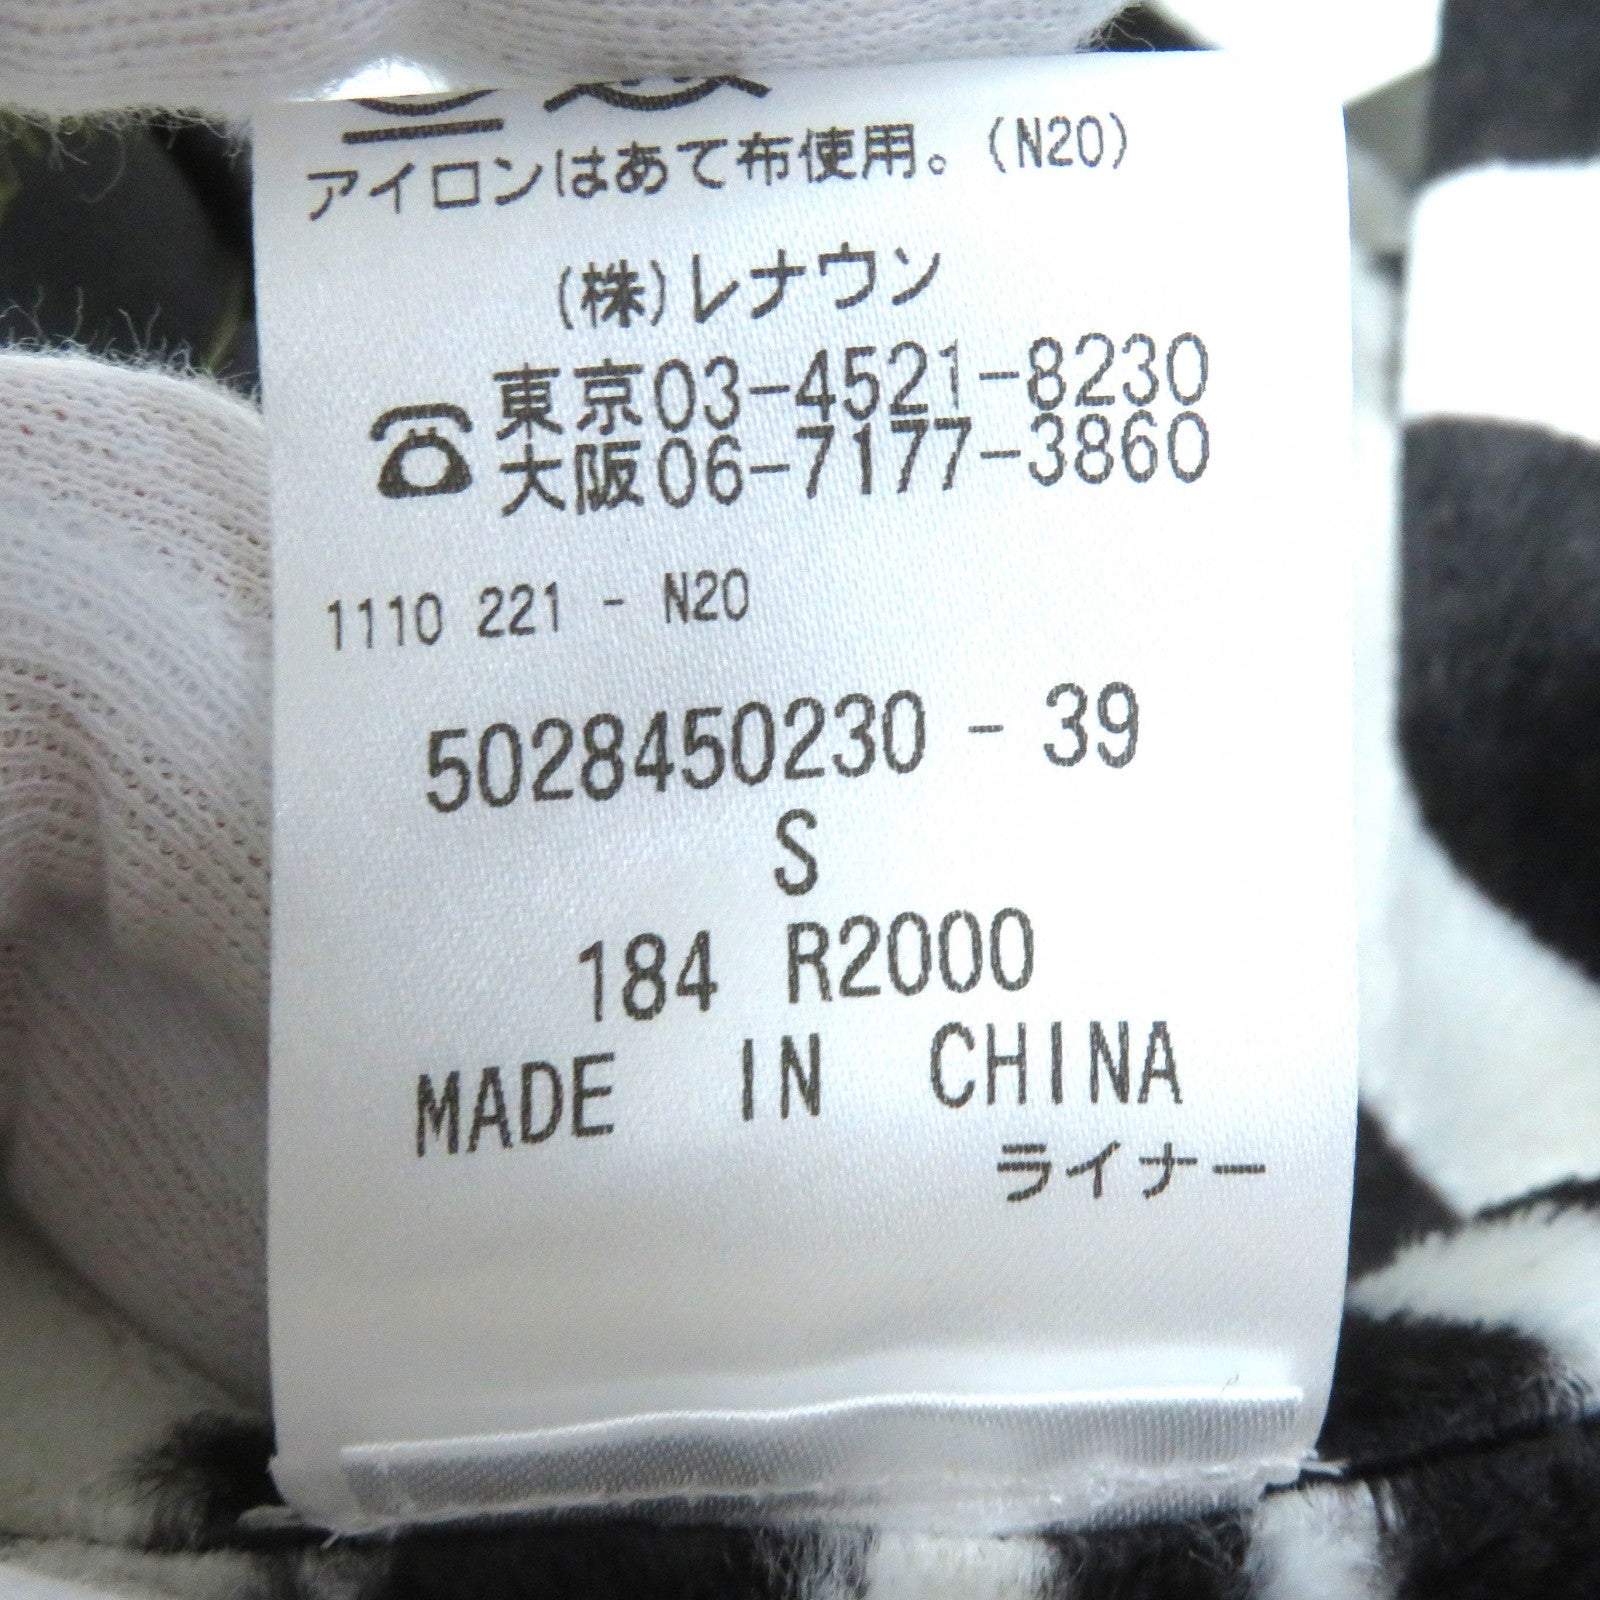 アイロンはあて布使用。(N20)
(株)レナウン
東京03-4521-8230
☎大阪06-7177-3860
1110 221 - N20
5028450230 - 39
S
184 R2000
MADE IN CHINA
ライナー